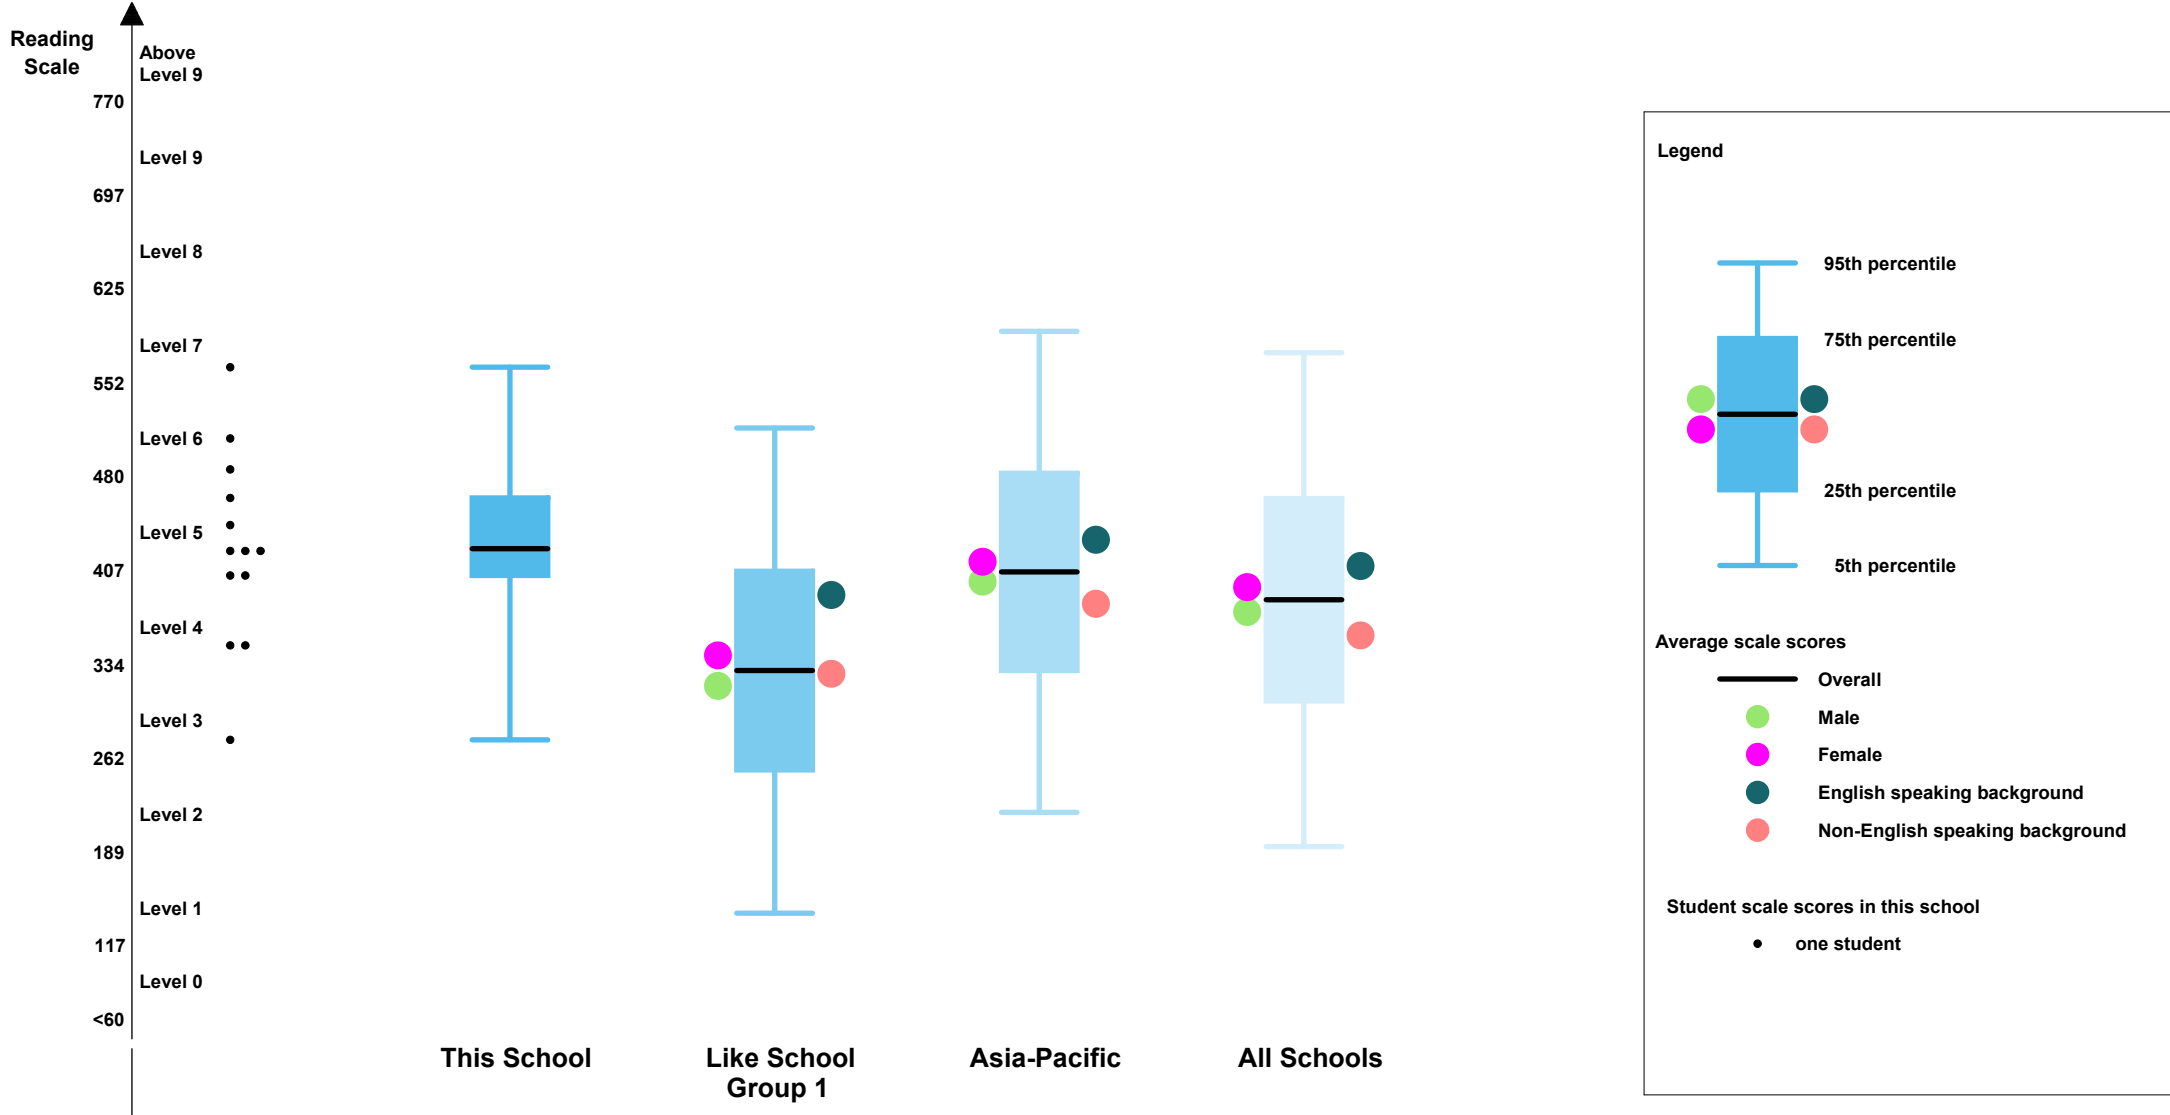 Reading
Scale
Above
Level 9
770
Level 9
697
Level 8
625
Level 7
552
Level 6
480
Level 5
407
Level 4
334
Level 3
262
Level 2
189
Level 1
117
Level 0
<60
This School
Like School
Group 1
Asia-Pacific
All Schools
Legend
95th percentile
75th percentile
25th percentile
5th percentile
Average scale scores
Overall
Male
Female
English speaking background
Non-English speaking background
Student scale scores in this school
one student